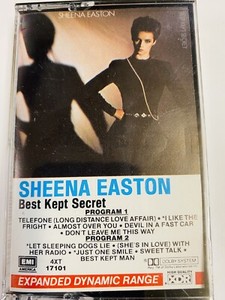 SHEENA EASTON
SHEENA EASTON
Best Kept Secret
PROGRAM 1
TELEFONE (LONG DISTANCE LOVE AFFAIR) • "I LIKE THE
FRIGHT • ALMOST OVER YOU • DEVIL IN A FAST CAR
• DON'T LEAVE ME THIS WAY
PROGRAM 2
"LET SLEEPING DOGS LIE • (SHE'S IN) LOVE) WITH
HER RADIO • "JUST ONE SMILE • SWEET TALK •
BEST KEPT MAN
EMI
AMERICA
4XT
17101
DOLBY SYSTEM
HIGH QUALITY
XDR
EXPANDED DYNAMIC RANGE